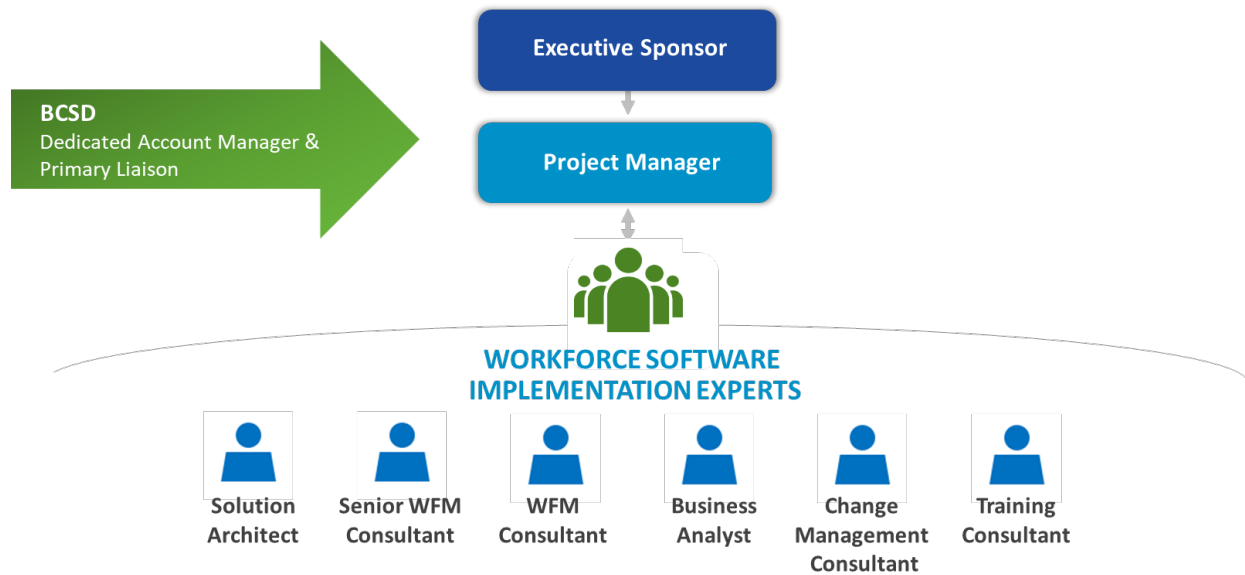 Executive Sponsor
BCSD
Dedicated Account Manager &
Primary Liaison
Project Manager
WORKFORCE SOFTWARE
IMPLEMENTATION EXPERTS
Solution
Architect
Senior WFM
Consultant
WFM
Consultant
Business
Analyst
Change
Management
Consultant
Training
Consultant